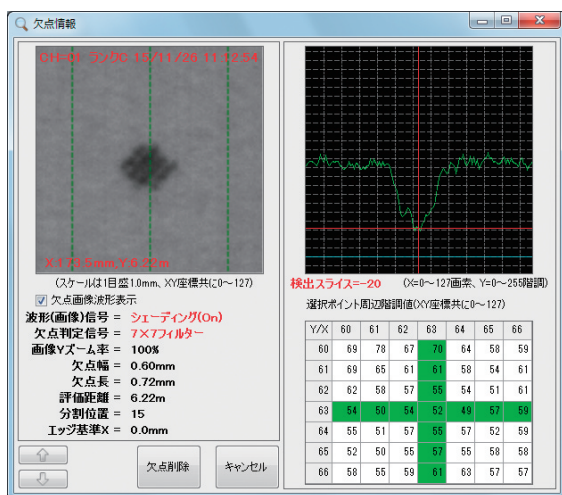 欠点情報
CH=01 ランクC 15/11/26 11:12:54
X,173.5mm,Y,6.22m
(スケールは1目盛1.0mm、XY座標共に0～127)
欠点画像波形表示
波形(画像)信号 = シェーディング(On)
欠点判定信号 = 7×7フィルター
画像Yズーム率 = 100%
欠点幅 = 0.60mm
欠点長 = 0.72mm
評価距離 = 6.22m
分割位置 = 15
エッジ基準X = 0.0mm
欠点削除
キャンセル
検出スライス=-20 (X=0～127画素、Y=0～255階調)
選択ポイント周辺階調値(XY座標共に0～127)
Y/X 60 61 62 63 64 65 66
60 69 78 67 70 64 58 59
61 69 65 61 61 58 54 61
62 62 58 57 55 54 51 61
63 54 50 54 52 49 57 59
64 55 51 57 55 57 52 59
65 52 50 55 57 55 58 58
66 58 55 59 61 63 57 57